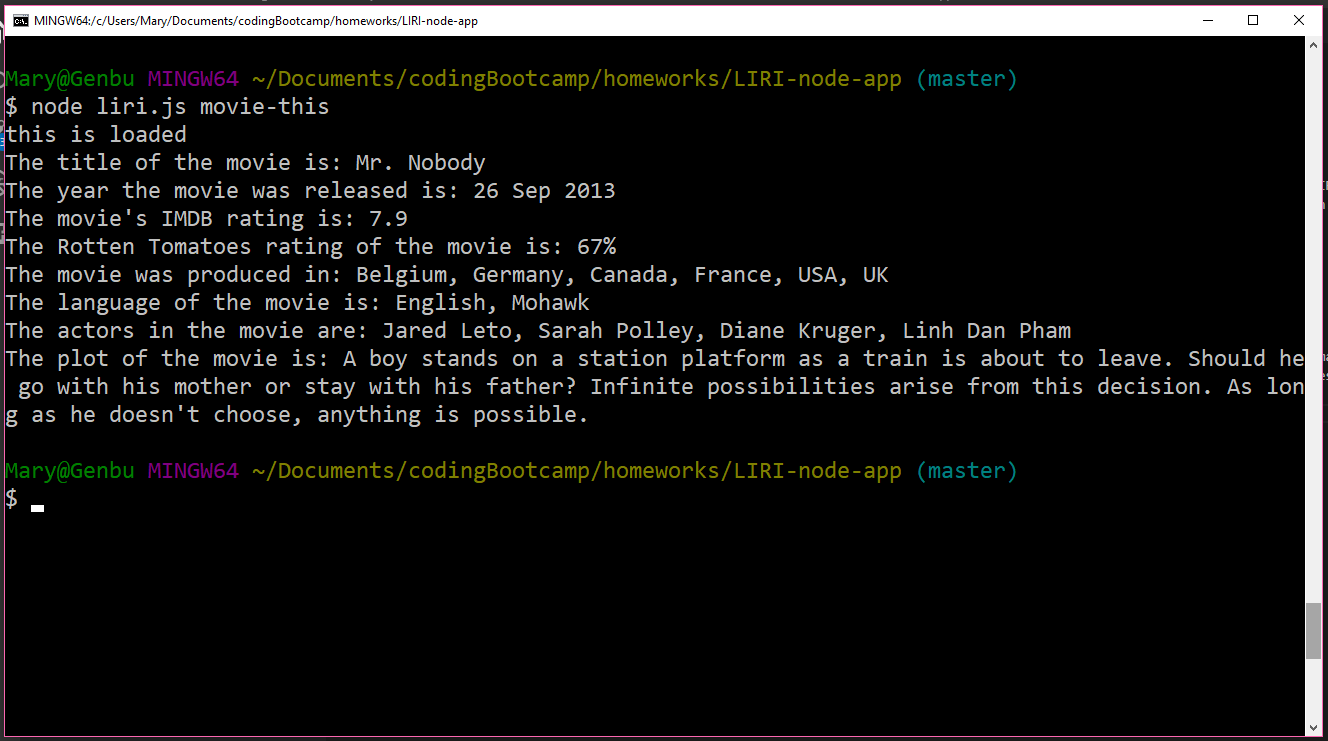 MINGW64:/c/Users/Mary/Documents/codingBootcamp/homeworks/LIRI-node-app
Mary@Genbu MINGW64 ~/Documents/codingBootcamp/homeworks/LIRI-node-app (master)
$ node liri.js movie-this
this is loaded
The title of the movie is: Mr. Nobody
The year the movie was released is: 26 Sep 2013
The movie's IMDB rating is: 7.9
The Rotten Tomatoes rating of the movie is: 67%
The movie was produced in: Belgium, Germany, Canada, France, USA, UK
The language of the movie is: English, Mohawk
The actors in the movie are: Jared Leto, Sarah Polley, Diane Kruger, Linh Dan Pham
The plot of the movie is: A boy stands on a station platform as a train is about to leave. Should he
 go with his mother or stay with his father? Infinite possibilities arise from this decision. As lon
g as he doesn't choose, anything is possible.
Mary@Genbu MINGW64 ~/Documents/codingBootcamp/homeworks/LIRI-node-app (master)
$